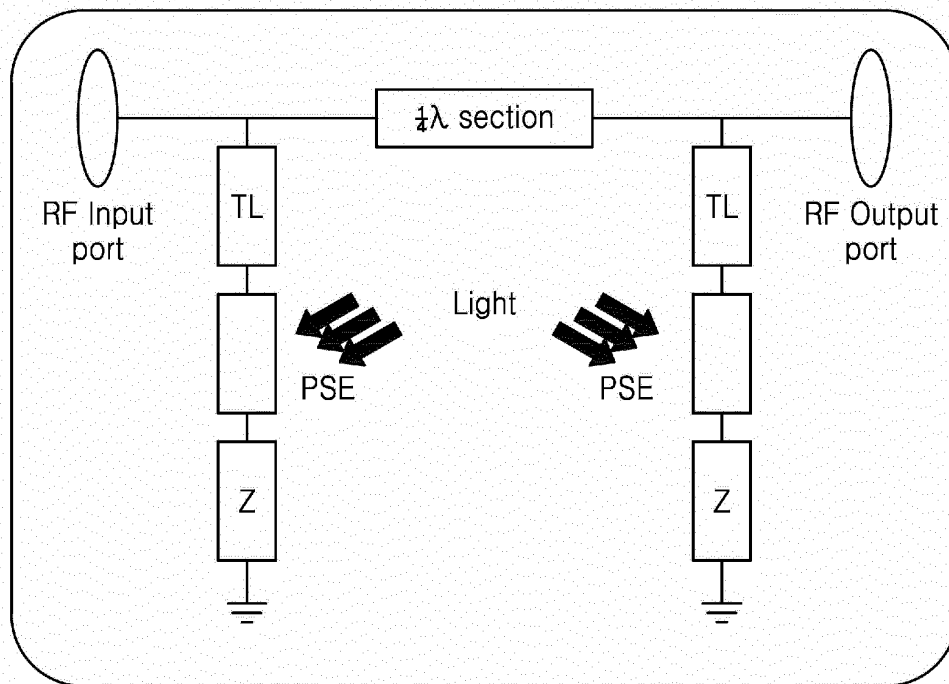 ¼λ section
TL
TL
RF Input
port
RF Output
port
Light
PSE
PSE
Z
Z